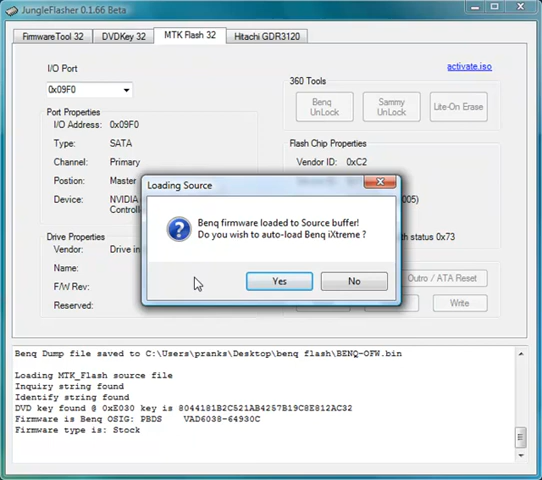 JungleFlasher 0.1.66 Beta
FirmwareTool 32
DVDKey 32
MTK Flash 32
Hitachi GDR3120
I/O Port
activate.iso
0x09F0
360 Tools
Benq UnLock
Sammy UnLock
Lite-On Erase
Port Properties
I/O Address: 0x09F0
Type: SATA
Channel: Primary
Postion: Master
Device: NVIDIA
Controlle
Flash Chip Properties
Vendor ID: 0xC2
005)
Loading Source
Benq firmware loaded to Source buffer!
Do you wish to auto-load Benq iXtreme ?
Yes
No
th status 0x73
Drive Properties
Vendor: Drive in
Name:
F/W Rev:
Reserved:
Outro / ATA Reset
Write
Benq Dump file saved to C:\Users\pranks\Desktop\benq flash\BENQ-OFW.bin
Loading MTK_Flash source file
Inquiry string found
Identify string found
DVD key found @ 0xE030 key is 8044181B2C521AB4257B19C8E812AC32
Firmware is Benq OSIG: PBDS VAD6038-64930C
Firmware type is: Stock